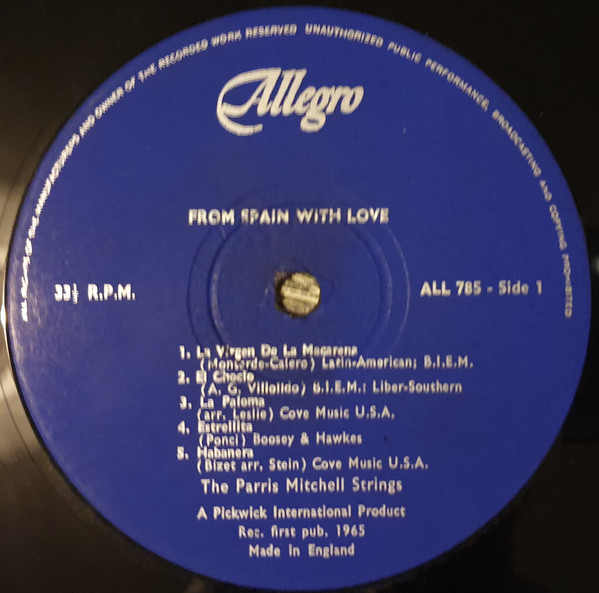 ALL RIGHTS OF THE MANUFACTURERS AND OWNER OF THE RECORDED WORK RESERVED UNAUTHORIZED PUBLIC PERFORMANCE, BROADCASTING AND COPYING PROHIBITED
Allegro
FROM SPAIN WITH LOVE
33⅓ R.P.M.
ALL 785 - Side 1
1. La Virgen De La Macarena
(Monterde-Calero) Latin-American; B.I.E.M.
2. El Choclo
(A. G. Villoldo) B.I.E.M.: Liber-Southern
3. La Paloma
(arr. Leslie) Cove Music U.S.A.
4. Estrellita
(Ponci) Boosey & Hawkes
5. Habanera
(Bizet arr. Stein) Cove Music U.S.A.
The Parris Mitchell Strings
A Pickwick International Product
Rec. first pub. 1965
Made in England